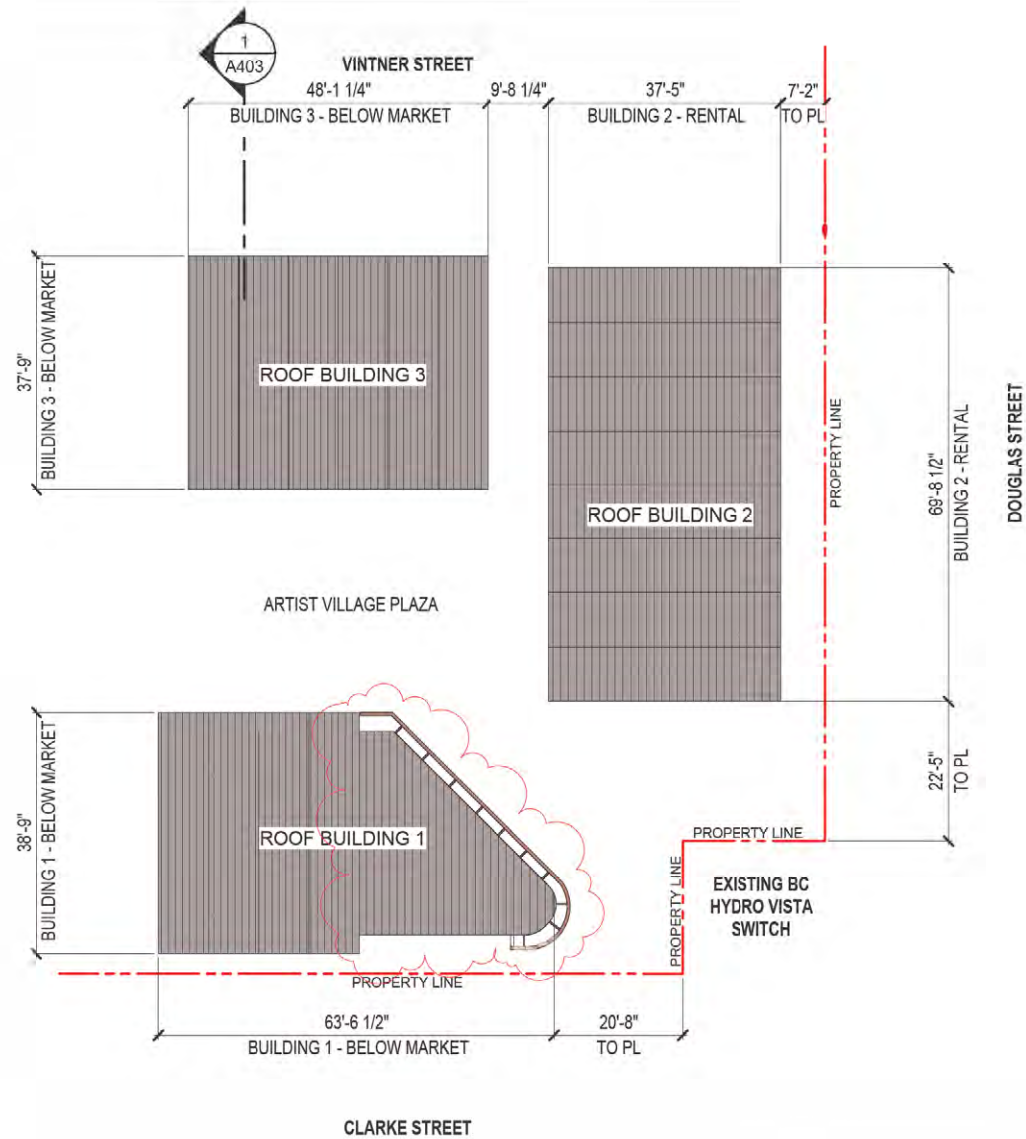 1
A403
VINTNER STREET
48'-1 1/4"
9'-8 1/4"
37'-5"
7'-2"
BUILDING 3 - BELOW MARKET
BUILDING 2 - RENTAL
TO PL
37'-9"
BUILDING 3 - BELOW MARKET
ROOF BUILDING 3
ROOF BUILDING 2
PROPERTY LINE
69'-8 1/2"
BUILDING 2 - RENTAL
DOUGLAS STREET
ARTIST VILLAGE PLAZA
38'-9"
BUILDING 1 - BELOW MARKET
ROOF BUILDING 1
22'-5"
TO PL
PROPERTY LINE
PROPERTY LINE
EXISTING BC
HYDRO VISTA
SWITCH
PROPERTY LINE
63'-6 1/2"
20'-8"
BUILDING 1 - BELOW MARKET
TO PL
CLARKE STREET